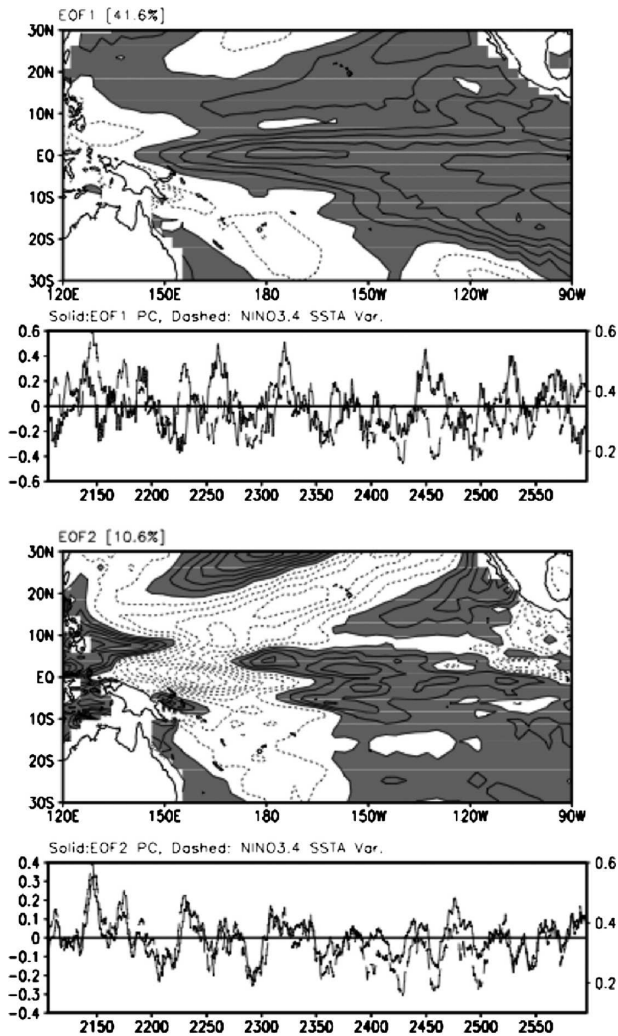 EOF1 [41.6%]
30N
20N
10N
EQ
10S
20S
30S
120E 150E 180 150W 120W 90W
Solid:EOF1 PC, Dashed: NINO3.4 SSTA Var.
0.6 0.6
0.4
0.2 0.4
0
-0.2
-0.4 0.2
-0.6
2150 2200 2250 2300 2350 2400 2450 2500 2550
EOF2 [10.6%]
30N
20N
10N
EQ
10S
20S
30S
120E 150E 180 150W 120W 90W
Solid:EOF2 PC, Dashed: NINO3.4 SSTA Var.
0.4 0.6
0.3
0.2
0.1 0.4
0
-0.1
-0.2
-0.3 0.2
-0.4
2150 2200 2250 2300 2350 2400 2450 2500 2550